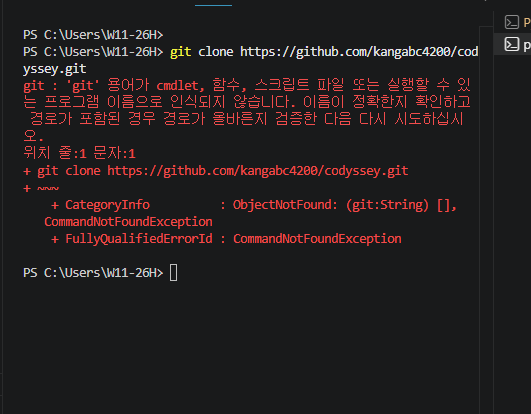 PS C:\Users\W11-26H>
PS C:\Users\W11-26H> git clone https://github.com/kangabc4200/cod
yssey.git
git : 'git' 용어가 cmdlet, 함수, 스크립트 파일 또는 실행할 수 있
는 프로그램 이름으로 인식되지 않습니다. 이름이 정확한지 확인하고
 경로가 포함된 경우 경로가 올바른지 검증한 다음 다시 시도하십시
오.
위치 줄:1 문자:1
+ git clone https://github.com/kangabc4200/codyssey.git
+ ~~~
    + CategoryInfo          : ObjectNotFound: (git:String) [],
   CommandNotFoundException
    + FullyQualifiedErrorId : CommandNotFoundException
PS C:\Users\W11-26H>
P
p